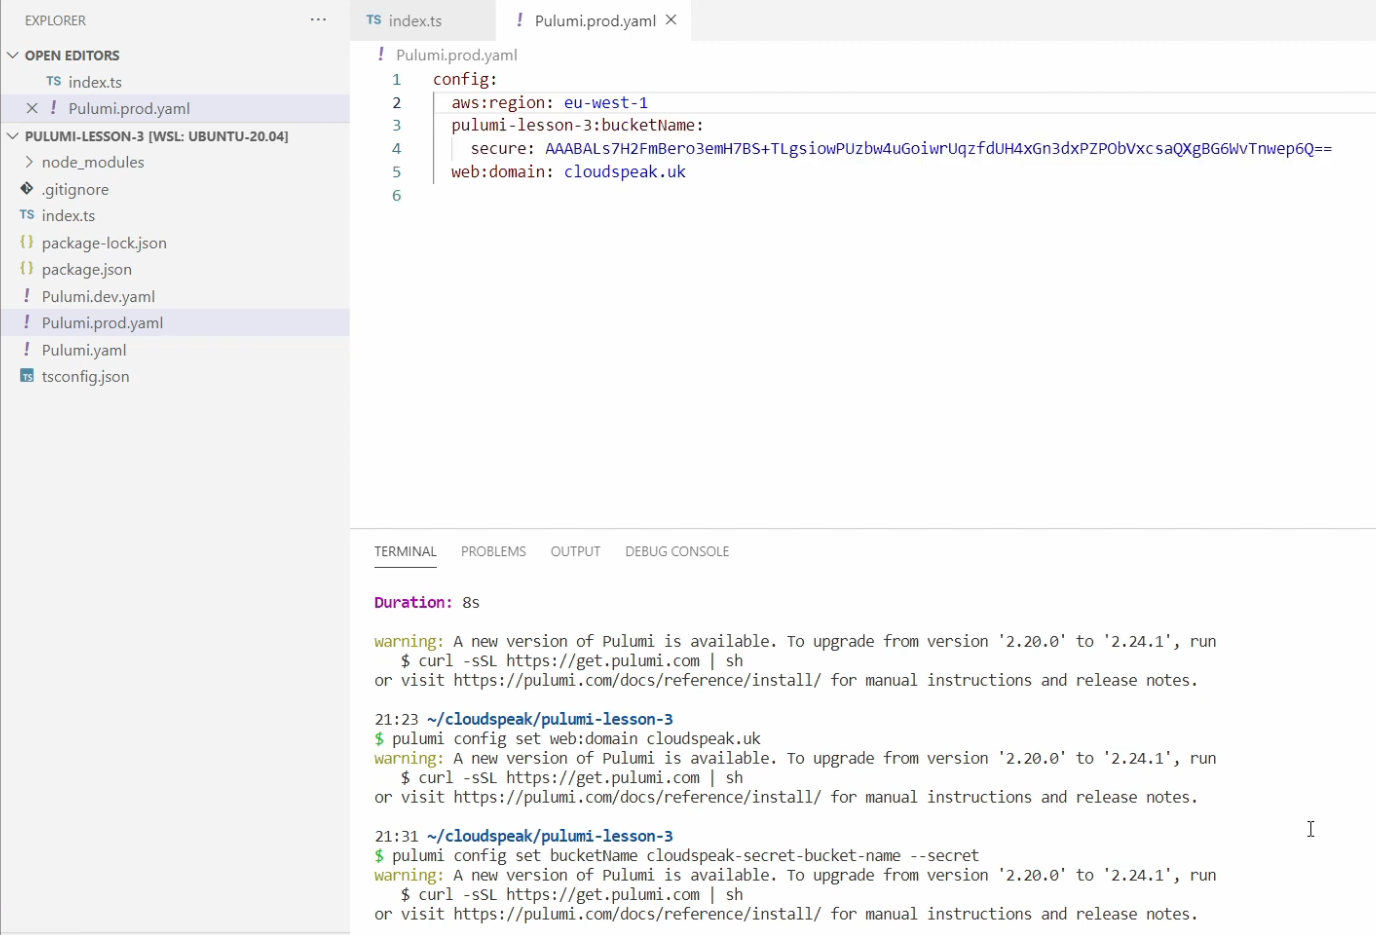 EXPLORER
OPEN EDITORS
TS index.ts
! Pulumi.prod.yaml
PULUMI-LESSON-3 [WSL: UBUNTU-20.04]
node_modules
.gitignore
TS index.ts
{} package-lock.json
{} package.json
! Pulumi.dev.yaml
! Pulumi.prod.yaml
! Pulumi.yaml
TS tsconfig.json
TS index.ts
! Pulumi.prod.yaml
! Pulumi.prod.yaml
1 config:
2 aws:region: eu-west-1
3 pulumi-lesson-3:bucketName:
4 secure: AAABALs7H2FmBero3emH7BS+TLgsiowPUzbw4uGoiwrUqzfdUH4xGn3dxPZPObVxcsaQXgBG6WvTnwep6Q==
5 web:domain: cloudspeak.uk
6
TERMINAL PROBLEMS OUTPUT DEBUG CONSOLE
Duration: 8s
warning: A new version of Pulumi is available. To upgrade from version '2.20.0' to '2.24.1', run
$ curl -sSL https://get.pulumi.com | sh
or visit https://pulumi.com/docs/reference/install/ for manual instructions and release notes.
21:23 ~/cloudspeak/pulumi-lesson-3
$ pulumi config set web:domain cloudspeak.uk
warning: A new version of Pulumi is available. To upgrade from version '2.20.0' to '2.24.1', run
$ curl -sSL https://get.pulumi.com | sh
or visit https://pulumi.com/docs/reference/install/ for manual instructions and release notes.
21:31 ~/cloudspeak/pulumi-lesson-3
$ pulumi config set bucketName cloudspeak-secret-bucket-name --secret
warning: A new version of Pulumi is available. To upgrade from version '2.20.0' to '2.24.1', run
$ curl -sSL https://get.pulumi.com | sh
or visit https://pulumi.com/docs/reference/install/ for manual instructions and release notes.